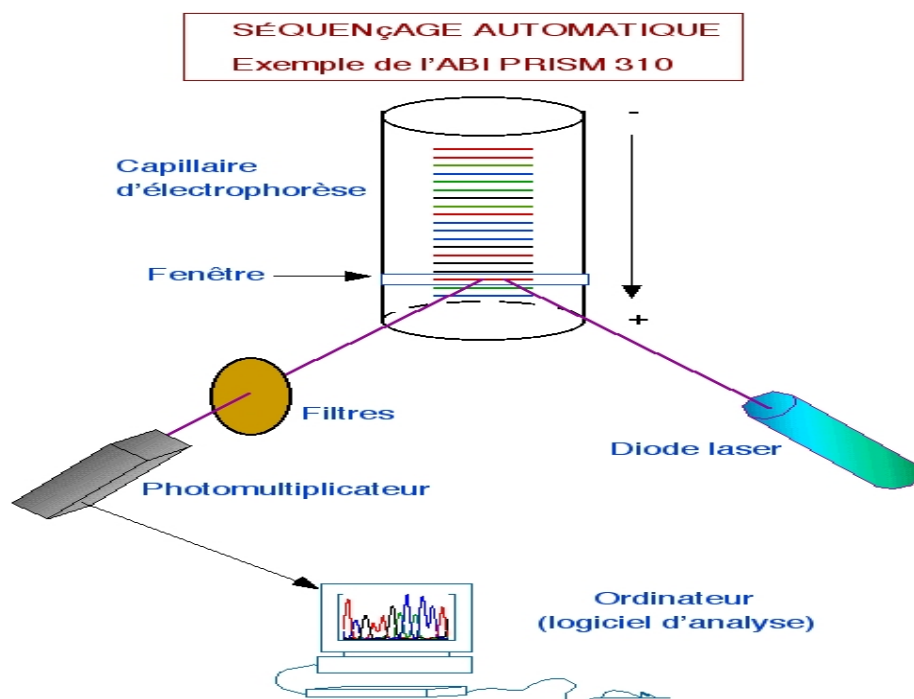 SÉQUENçAGE AUTOMATIQUE
Exemple de l'ABI PRISM 310
-
Capillaire
d'électrophorèse
Fenêtre
+
Filtres
Diode laser
Photomultiplicateur
Ordinateur
(logiciel d'analyse)